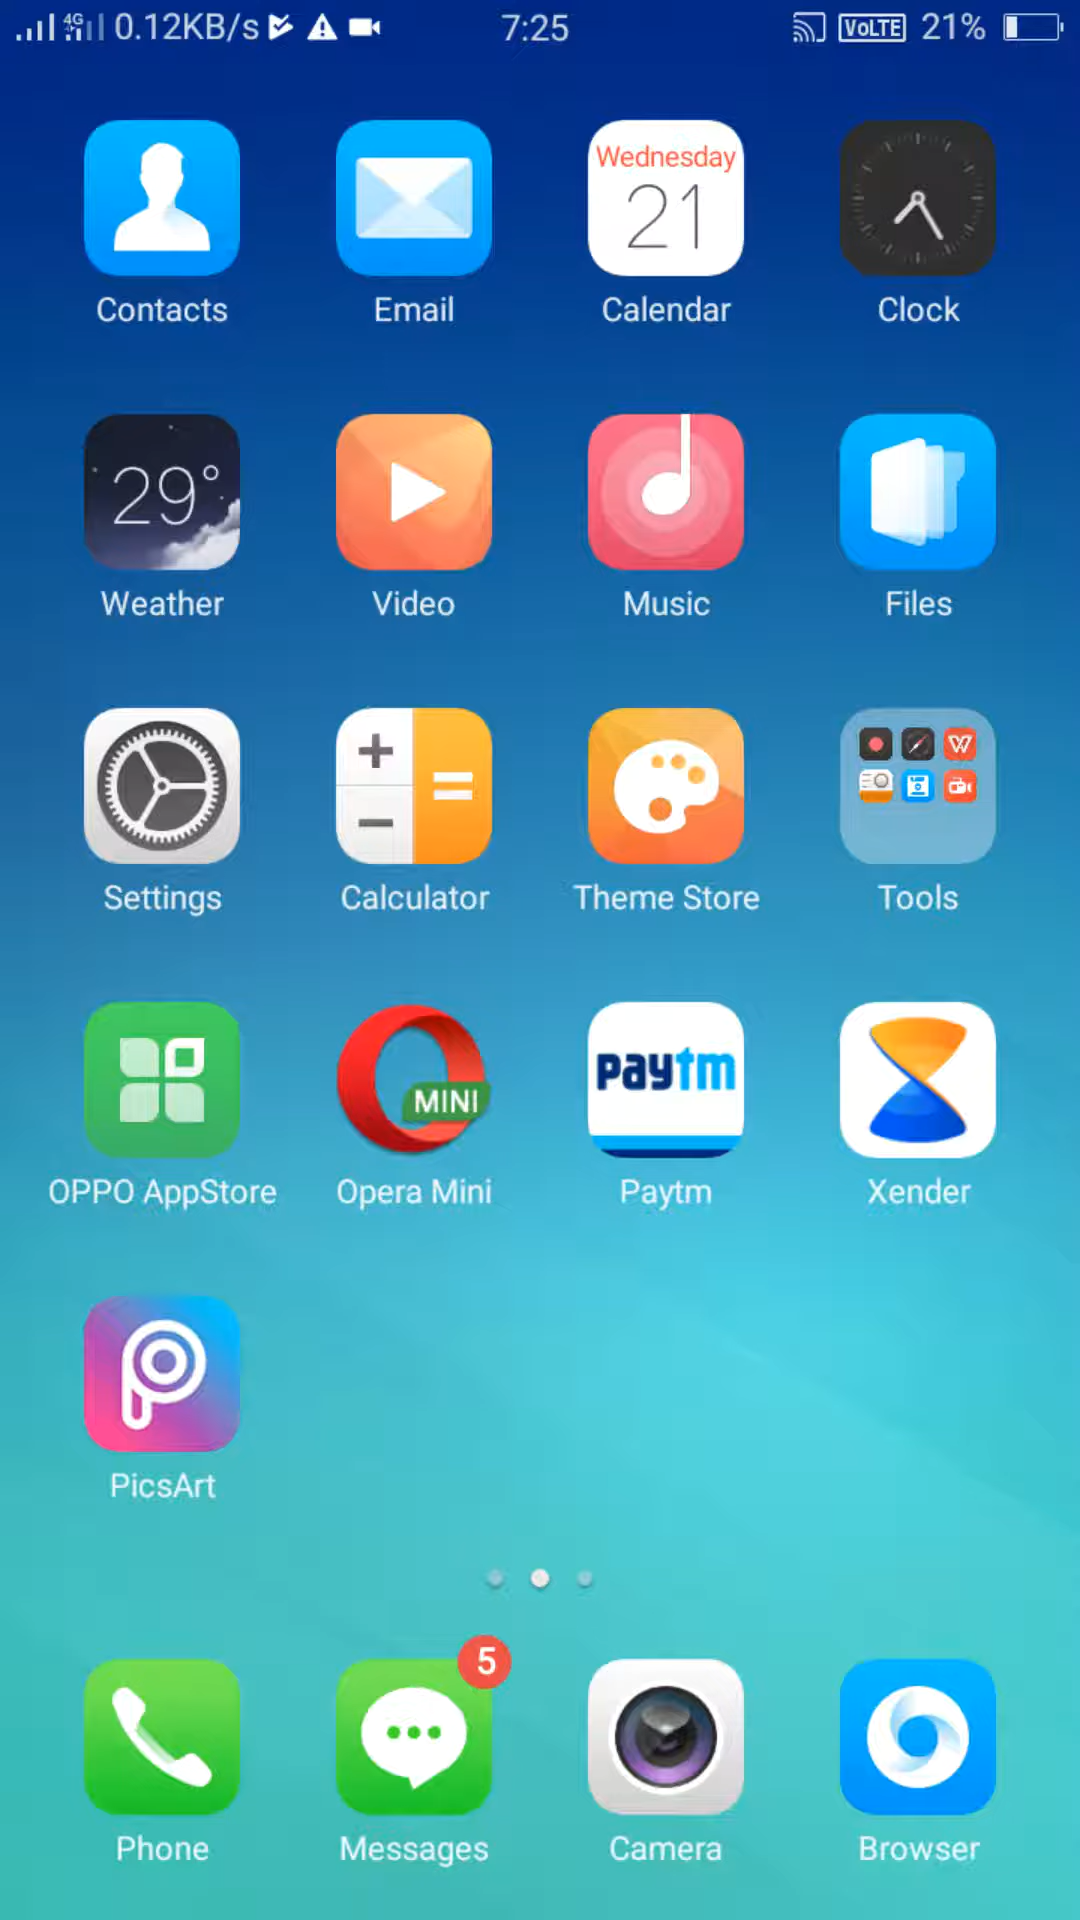 4G 0.12KB/s 7:25 VoLTE 21%
Wednesday
21
Contacts Email Calendar Clock
29°
Weather Video Music Files
Settings Calculator Theme Store Tools
MINI paytm
OPPO AppStore Opera Mini Paytm Xender
PicsArt
5
Phone Messages Camera Browser